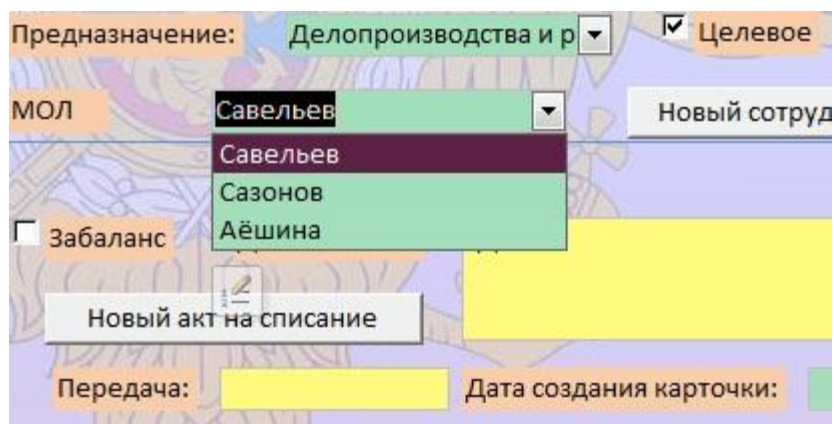 Предназначение: Делопроизводства и р Целевое
МОЛ Савельев Новый сотруд
Савельев
Сазонов
Аёшина
Забаланс
Новый акт на списание
Передача: Дата создания карточки: